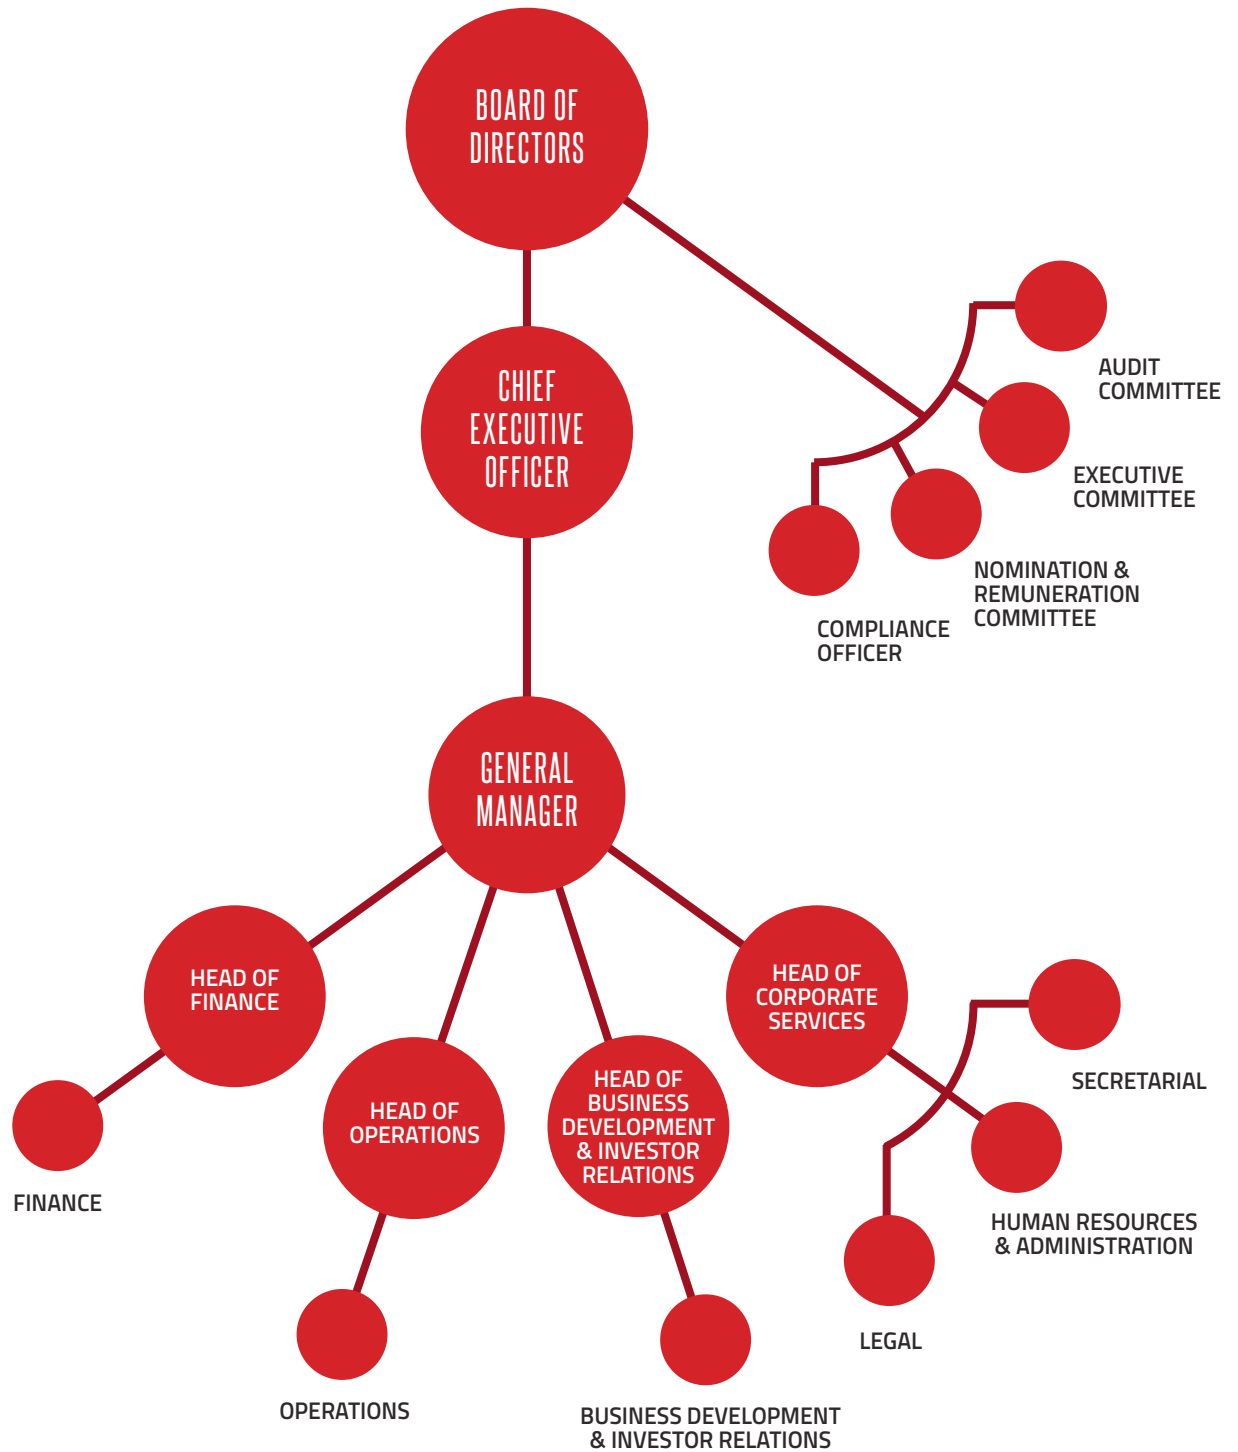 BOARD OF
DIRECTORS
CHIEF
EXECUTIVE
OFFICER
AUDIT
COMMITTEE
EXECUTIVE
COMMITTEE
NOMINATION &
REMUNERATION
COMMITTEE
COMPLIANCE
OFFICER
GENERAL
MANAGER
HEAD OF
FINANCE
HEAD OF
OPERATIONS
HEAD OF
BUSINESS
DEVELOPMENT
& INVESTOR
RELATIONS
HEAD OF
CORPORATE
SERVICES
SECRETARIAL
HUMAN RESOURCES
& ADMINISTRATION
LEGAL
FINANCE
OPERATIONS
BUSINESS DEVELOPMENT
& INVESTOR RELATIONS